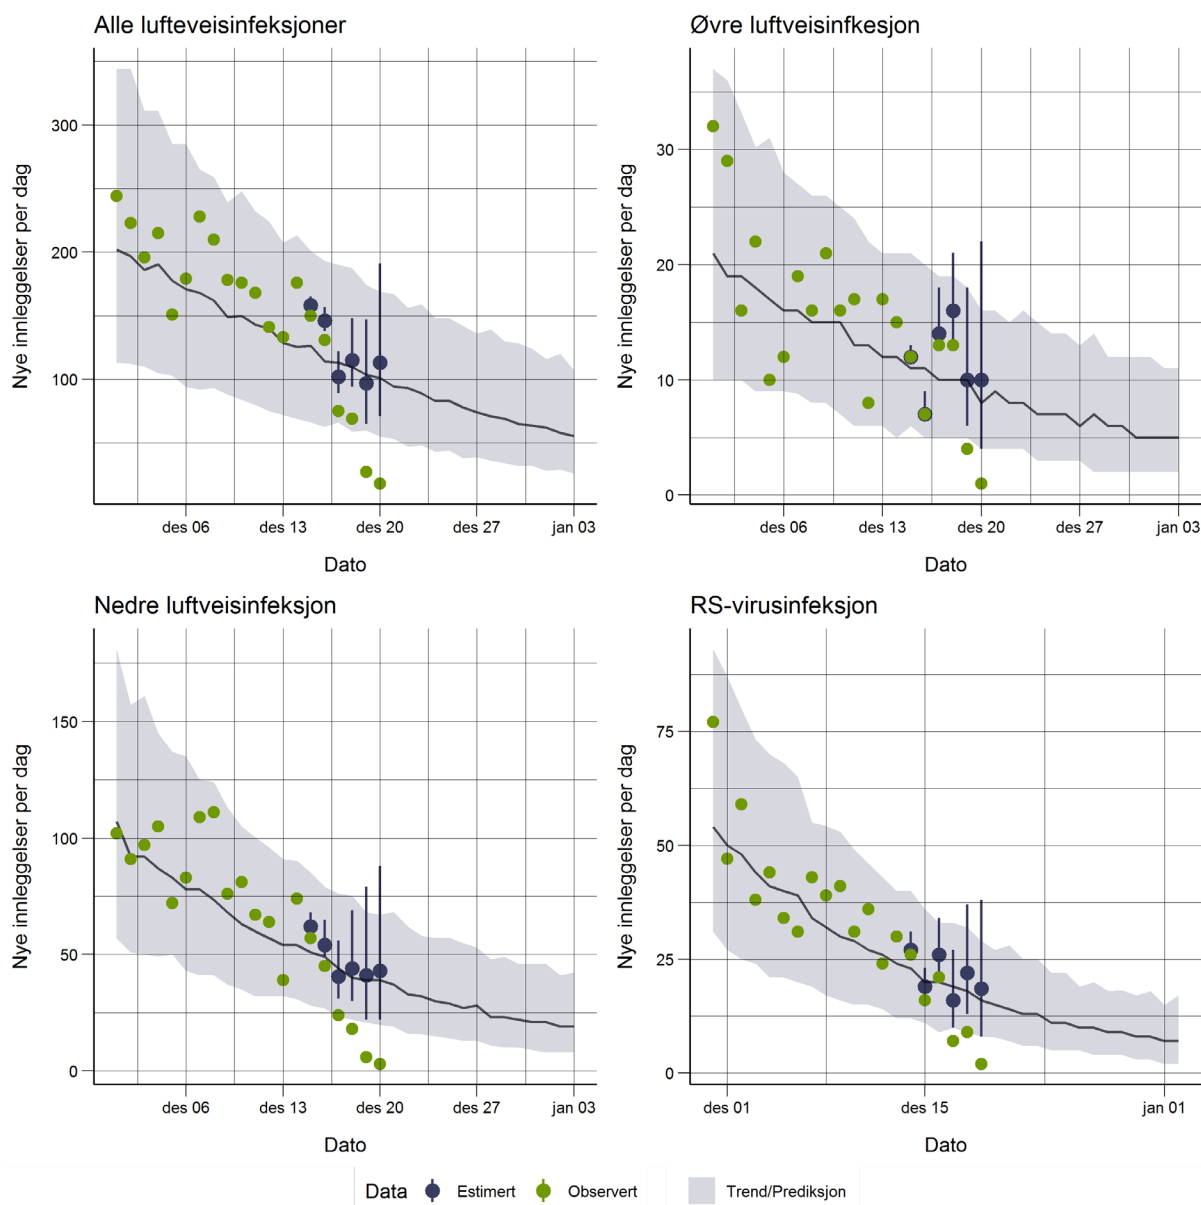 Alle lufteveisinfeksjoner
Nye innleggelser per dag
300
200
100
des 06 des 13 des 20 des 27 jan 03
Dato
Øvre luftveisinfkesjon
Nye innleggelser per dag
30
20
10
0
des 06 des 13 des 20 des 27 jan 03
Dato
Nedre luftveisinfeksjon
Nye innleggelser per dag
150
100
50
0
des 06 des 13 des 20 des 27 jan 03
Dato
RS-virusinfeksjon
Nye innleggelser per dag
75
50
25
0
des 01 des 15 jan 01
Dato
Data Estimert Observert Trend/Prediksjon